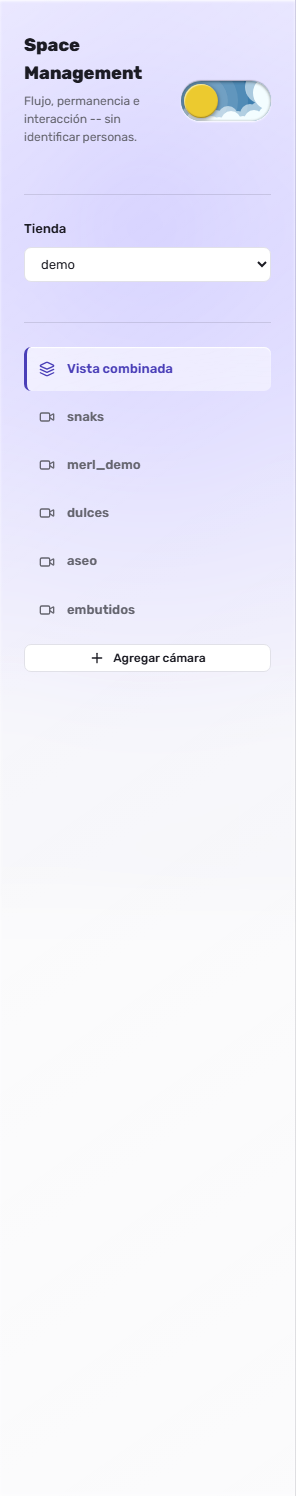 Space
Management
Flujo, permanencia e
interacción -- sin
identificar personas.
Tienda
demo
Vista combinada
snaks
merl_demo
dulces
aseo
embutidos
Agregar cámara